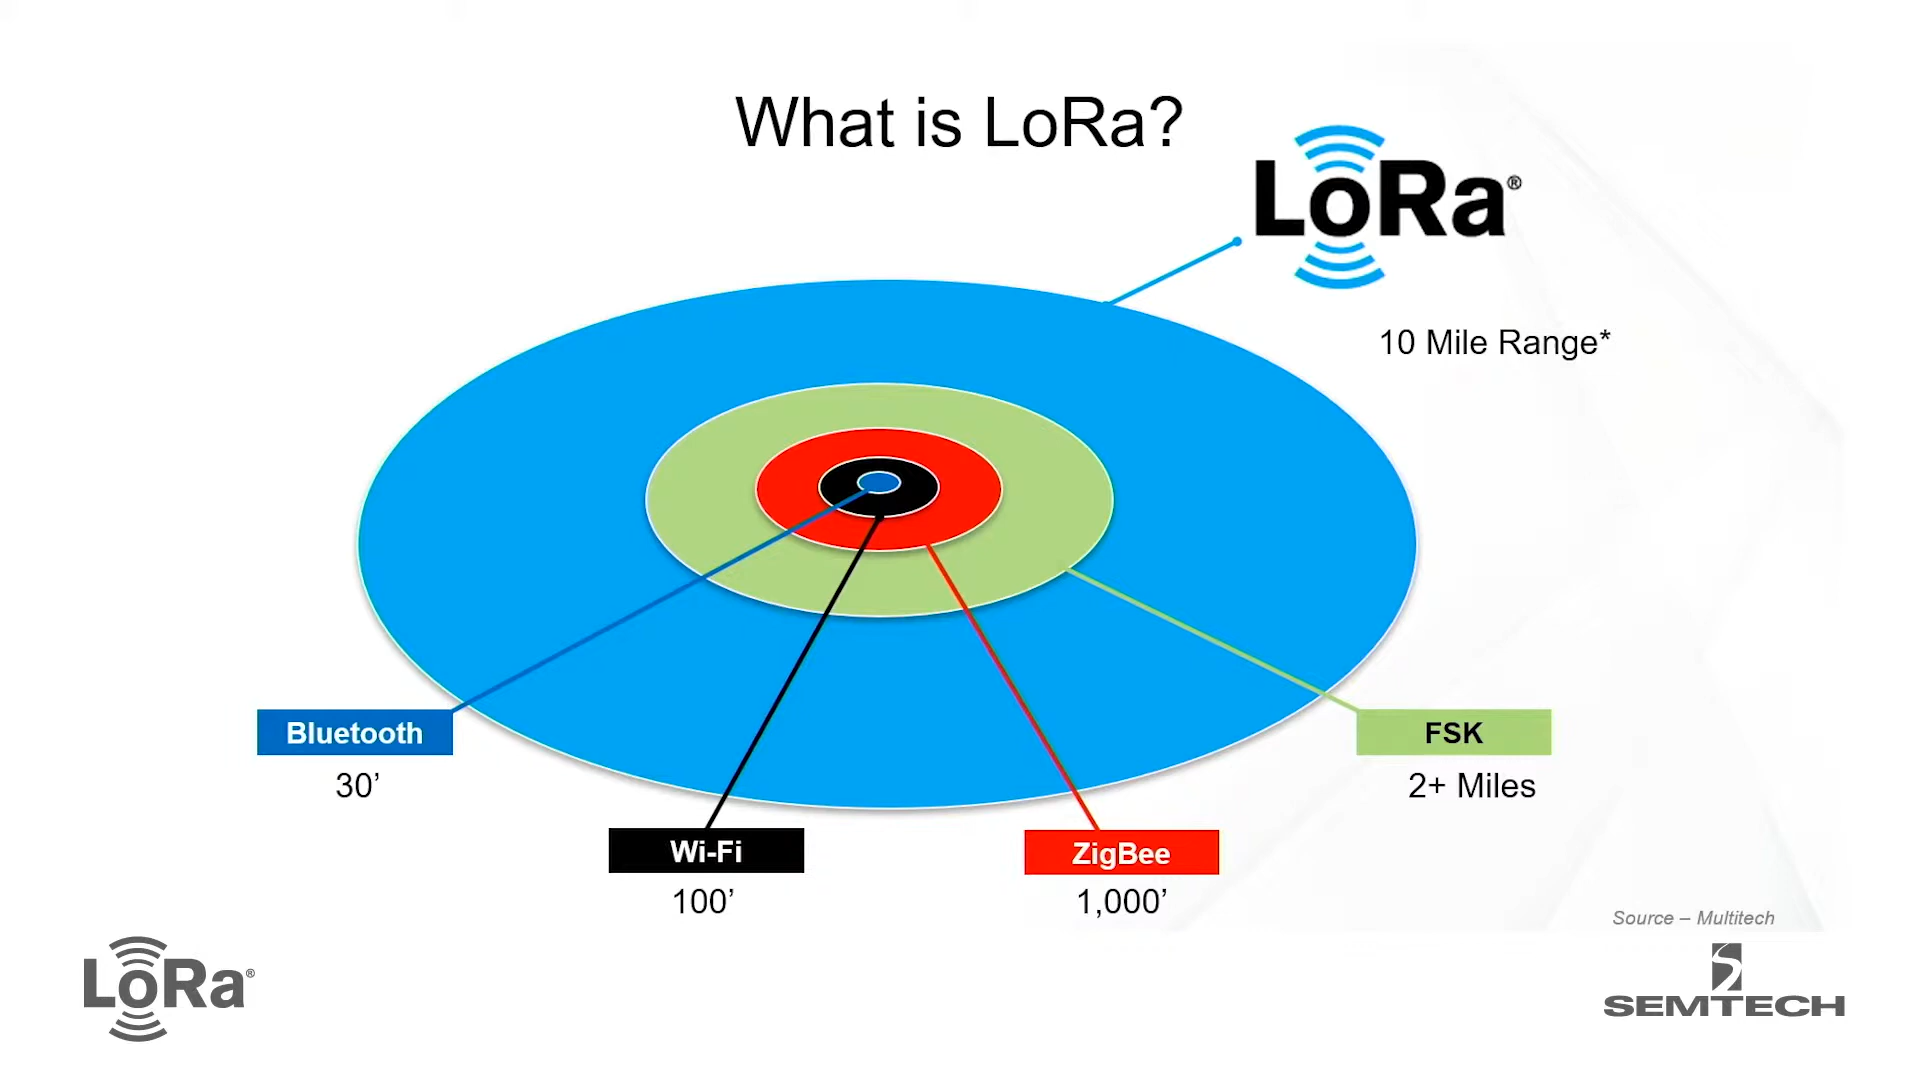 What is LoRa?
LoRa®
10 Mile Range*
Bluetooth
30’
Wi-Fi
100’
ZigBee
1,000’
FSK
2+ Miles
Source – Multitech
LoRa®
SEMTECH